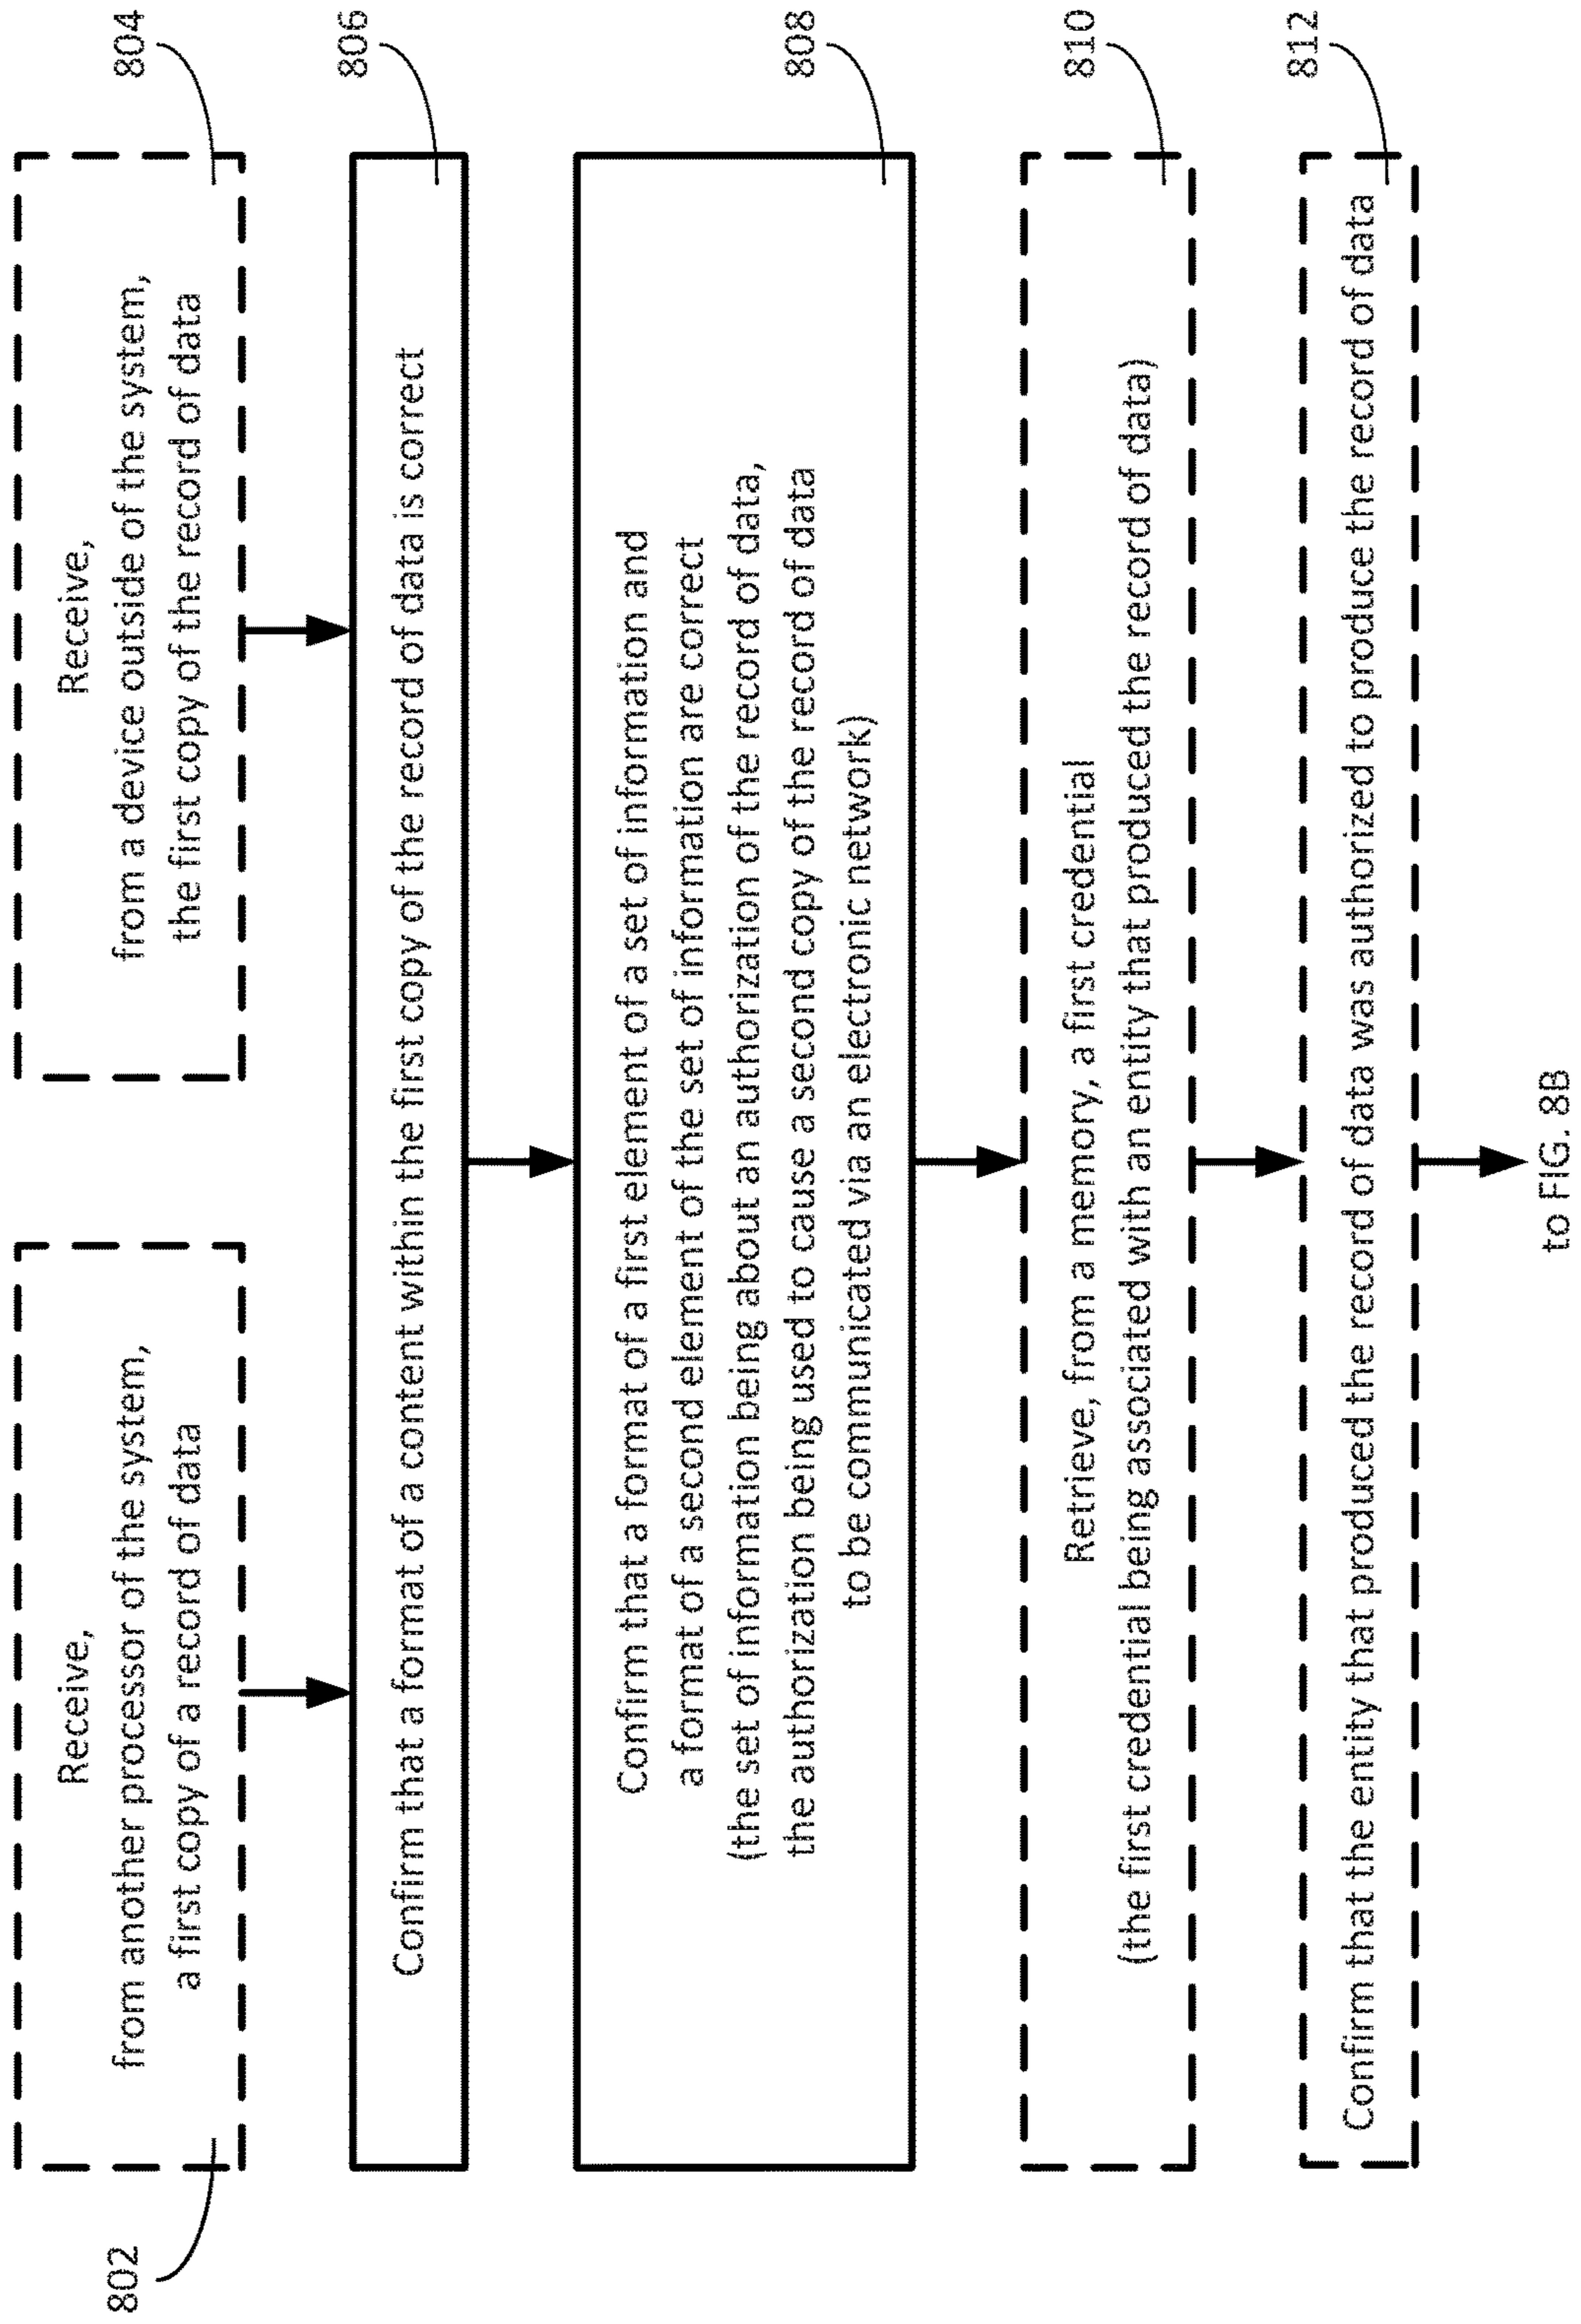 802
Receive,
from another processor of the system,
a first copy of a record of data
804
Receive,
from a device outside of the system,
the first copy of the record of data
806
Confirm that a format of a content within the first copy of the record of data is correct
808
Confirm that a format of a first element of a set of information and
a format of a second element of the set of information are correct
(the set of information being about an authorization of the record of data,
the authorization being used to cause a second copy of the record of data
to be communicated via an electronic network)
810
Retrieve, from a memory, a first credential
(the first credential being associated with an entity that produced the record of data)
812
Confirm that the entity that produced the record of data was authorized to produce the record of data
to FIG. 8B